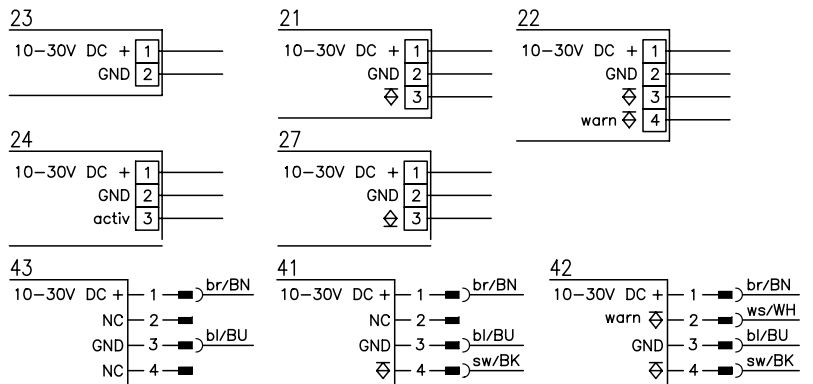 23
10-30V DC + 1
GND 2
21
10-30V DC + 1
GND 2
3
22
10-30V DC + 1
GND 2
3
warn 4
24
10-30V DC + 1
GND 2
activ 3
27
10-30V DC + 1
GND 2
3
43
10-30V DC + 1 br/BN
NC 2
GND 3 bl/BU
NC 4
41
10-30V DC + 1 br/BN
NC 2
GND 3 bl/BU
4 sw/BK
42
10-30V DC + 1 br/BN
warn 2 ws/WH
GND 3 bl/BU
4 sw/BK